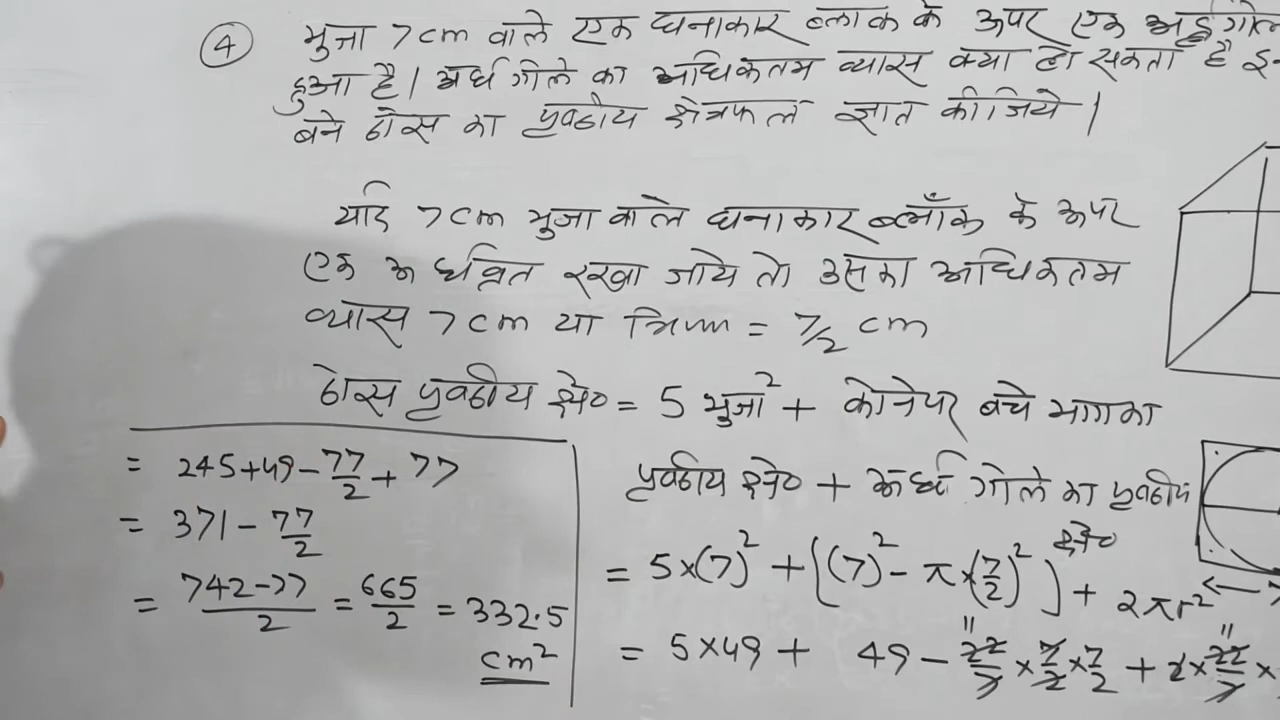 ④ भुजा 7cm वाले एक घनाकार ब्लाक के ऊपर एक अर्द्धगोल
हुआ है। अर्ध गोले का अधिकतम व्यास क्या हो सकता है इ
बने ठोस का पृष्ठीय क्षेत्रफल ज्ञात कीजिये।
यदि 7cm भुजा वाले घनाकार ब्लॉक के ऊपर
एक अर्धव्रित रखा जाये तो उसका अधिकतम
व्यास 7cm या त्रिज्या = 7/2 cm
ठोस पृष्ठीय क्षे० = 5 भुजा² + कोनेपर बचे भागका
पृष्ठीय क्षे० + अर्ध गोले का पृष्ठीय
क्षे०
= 5×(7)² + [(7)² - π×(7/2)²] + 2πr²
= 5×49 + 49 - 22/7 × 7/2 × 7/2 + 2 × 22/7 ×
11 11
= 245+49-77/2+77
= 371-77/2
= 742-77/2 = 665/2 = 332.5
cm²